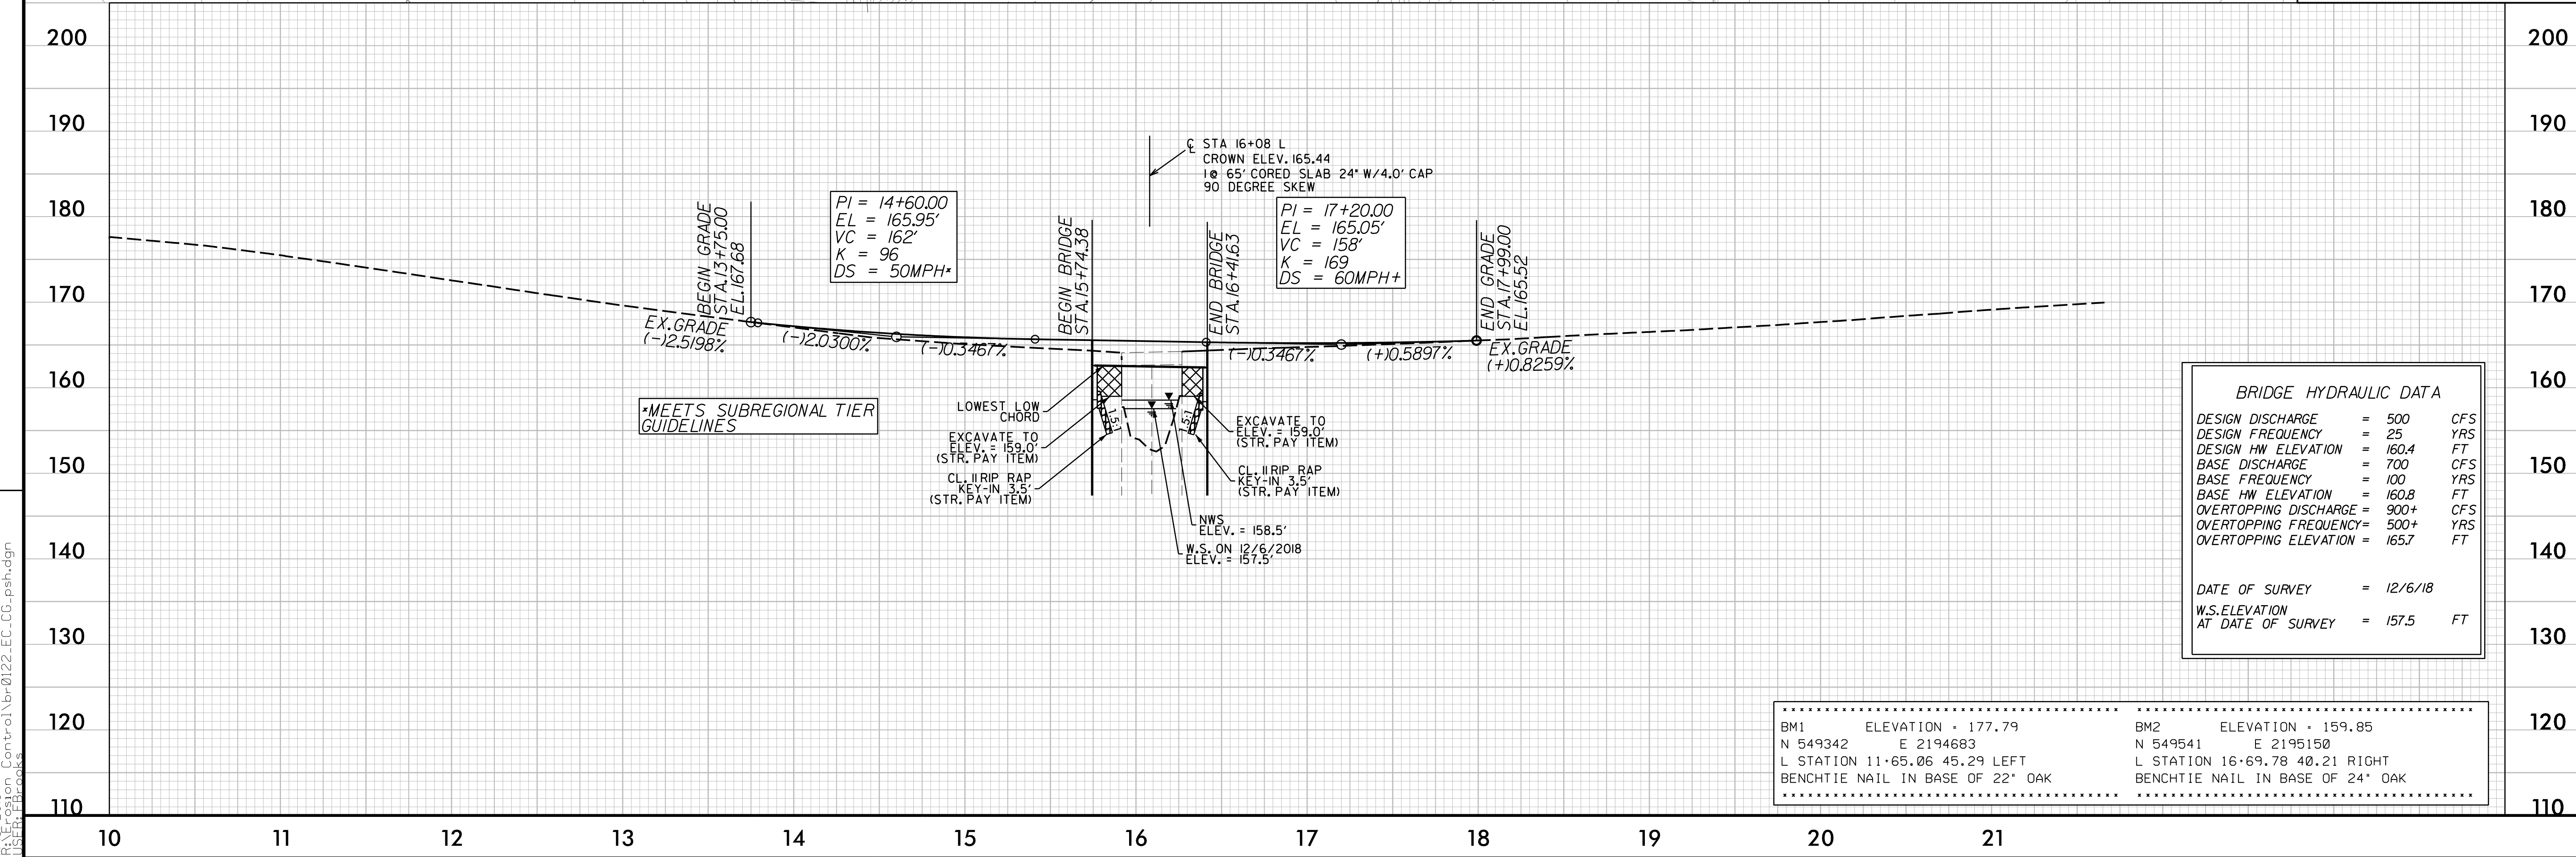 200
190
180
170
160
150
140
130
120
110
200
190
180
170
160
150
140
130
120
110
10
11
12
13
14
15
16
17
18
19
20
21
℄ STA 16+08 L
CROWN ELEV. 165.44
1@ 65' CORED SLAB 24" W/4.0' CAP
90 DEGREE SKEW
BEGIN GRADE
STA.13+75.00
EL.167.68
PI = 14+60.00
EL = 165.95'
VC = 162'
K = 96
DS = 50MPH*
BEGIN BRIDGE
STA.15+74.38
END BRIDGE
STA.16+41.63
PI = 17+20.00
EL = 165.05'
VC = 158'
K = 169
DS = 60MPH+
END GRADE
STA.17+99.00
EL.165.52
EX.GRADE
(-)2.5198%
(-)2.0300%
(-)0.3467%
(-)0.3467%
(+)0.5897%
EX.GRADE
(+)0.8259%
*MEETS SUBREGIONAL TIER
GUIDELINES
LOWEST LOW
CHORD
EXCAVATE TO
ELEV. = 159.0'
(STR. PAY ITEM)
CL. II RIP RAP
KEY-IN 3.5'
(STR. PAY ITEM)
1.5:1
1.5:1
EXCAVATE TO
ELEV. = 159.0'
(STR. PAY ITEM)
CL. II RIP RAP
KEY-IN 3.5'
(STR. PAY ITEM)
NWS
ELEV. = 158.5'
W.S. ON 12/6/2018
ELEV. = 157.5'
BRIDGE HYDRAULIC DATA
DESIGN DISCHARGE = 500 CFS
DESIGN FREQUENCY = 25 YRS
DESIGN HW ELEVATION = 160.4 FT
BASE DISCHARGE = 700 CFS
BASE FREQUENCY = 100 YRS
BASE HW ELEVATION = 160.8 FT
OVERTOPPING DISCHARGE = 900+ CFS
OVERTOPPING FREQUENCY= 500+ YRS
OVERTOPPING ELEVATION = 165.7 FT
DATE OF SURVEY = 12/6/18
W.S.ELEVATION
AT DATE OF SURVEY = 157.5 FT
BM1 ELEVATION = 177.79
N 549342 E 2194683
L STATION 11+65.06 45.29 LEFT
BENCHTIE NAIL IN BASE OF 22" OAK
BM2 ELEVATION = 159.85
N 549541 E 2195150
L STATION 16+69.78 40.21 RIGHT
BENCHTIE NAIL IN BASE OF 24" OAK
R:\Erosion Control\br0122_EC_CG_psh.dgn
USER: FBrooks